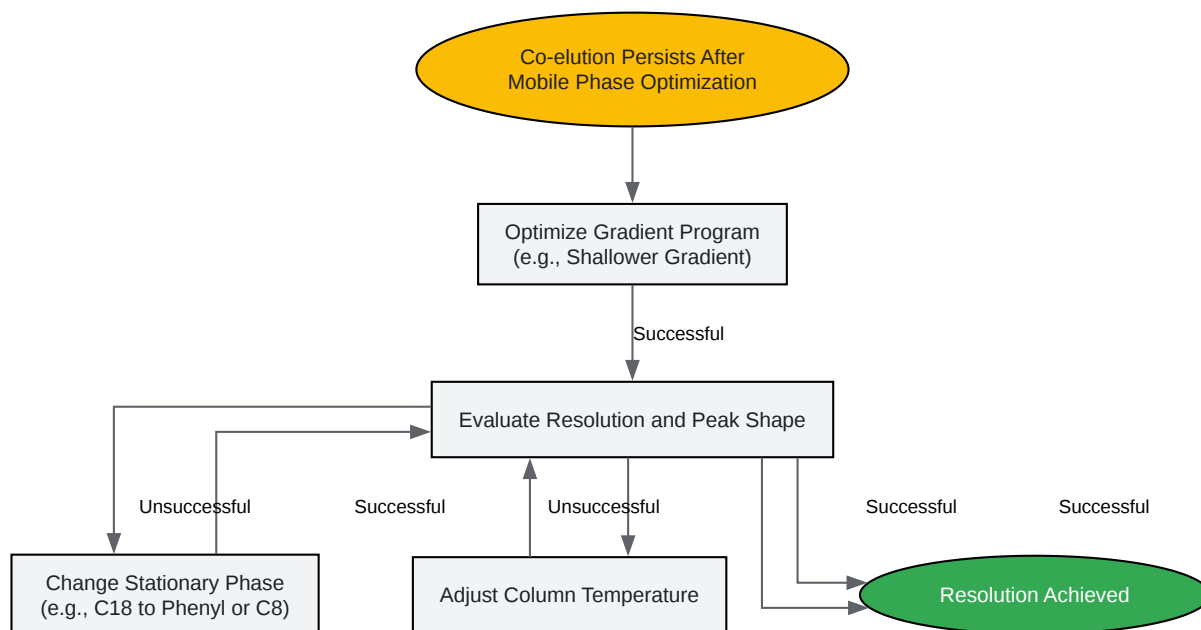 Co-elution Persists After
Mobile Phase Optimization
Optimize Gradient Program
(e.g., Shallower Gradient)
Successful
Evaluate Resolution and Peak Shape
Unsuccessful
Successful
Unsuccessful
Successful
Successful
Change Stationary Phase
(e.g., C18 to Phenyl or C8)
Adjust Column Temperature
Resolution Achieved